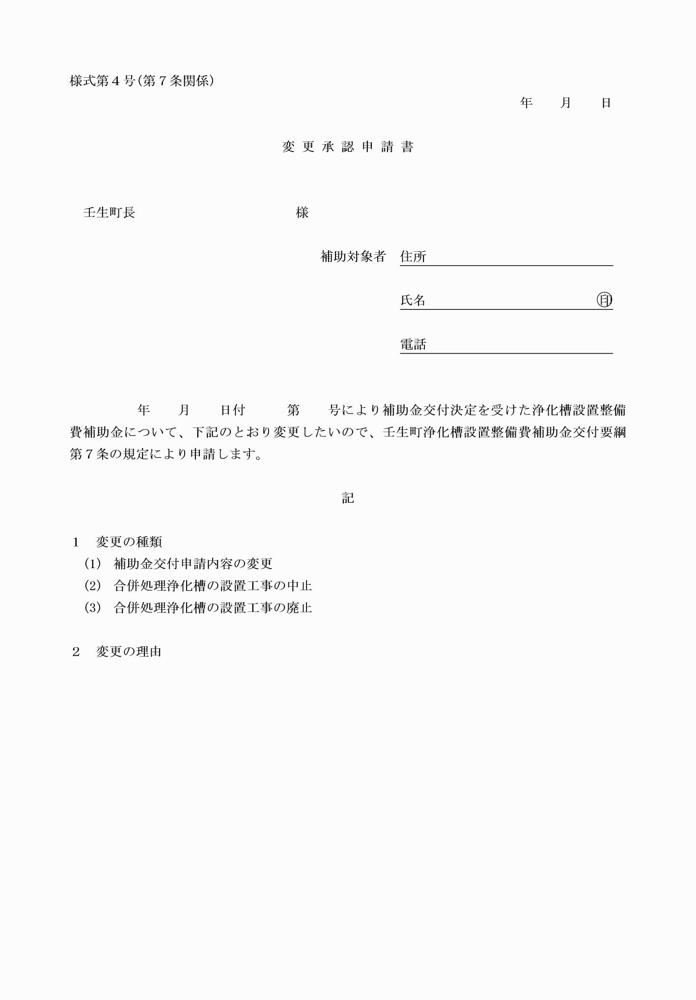 様式第４号（第７条関係）
年　　月　　日
変更承認申請書
壬生町長　　　　　　　　　　　　様
補助対象者　住所
氏名　　　　　　　　　　　　　㊞
電話
年　　月　　日付　　　第　　号により補助金交付決定を受けた浄化槽設置整備
費補助金について、下記のとおり変更したいので、壬生町浄化槽設置整備費補助金交付要綱
第７条の規定により申請します。
記
１　変更の種類
(1)　補助金交付申請内容の変更
(2)　合併処理浄化槽の設置工事の中止
(3)　合併処理浄化槽の設置工事の廃止
２　変更の理由